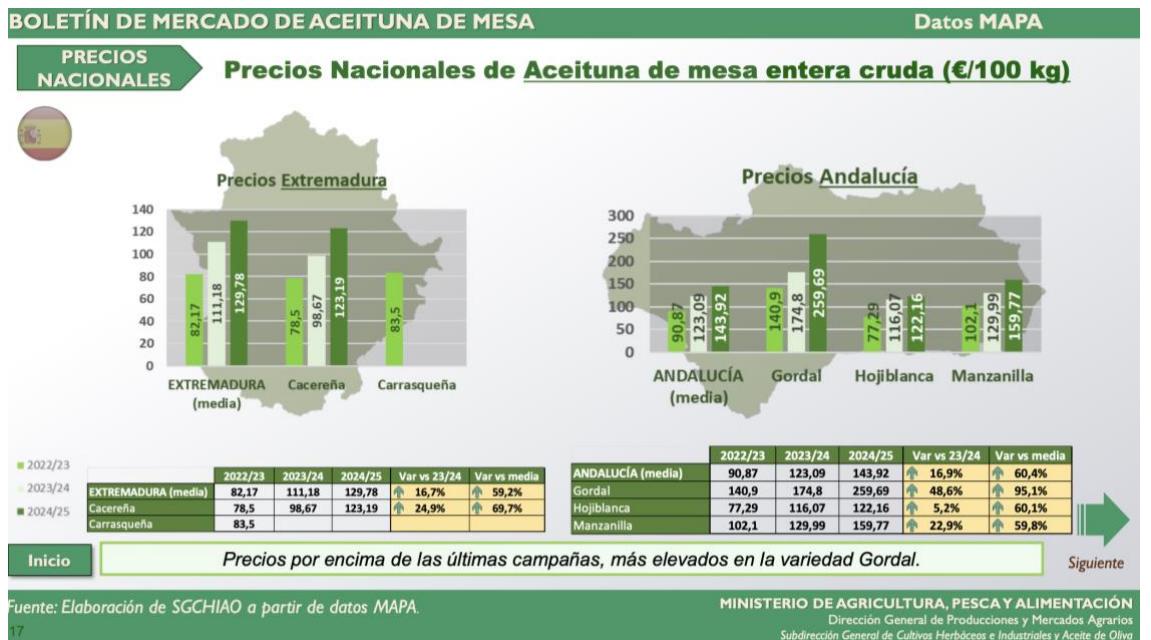 BOLETÍN DE MERCADO DE ACEITUNA DE MESA
Datos MAPA
PRECIOS
NACIONALES
Precios Nacionales de Aceituna de mesa entera cruda (€/100 kg)
Precios Extremadura
140
120
100
80
60
40
20
0
82,17
111,18
129,78
78,5
98,67
123,19
83,5
EXTREMADURA
(media)
Cacereña
Carrasqueña
Precios Andalucía
300
250
200
150
100
50
0
90,87
123,09
143,92
140,9
174,8
259,69
77,29
116,07
122,16
102,1
129,99
159,77
ANDALUCÍA
(media)
Gordal
Hojiblanca
Manzanilla
2022/23
2023/24
2024/25
2022/23 2023/24 2024/25 Var vs 23/24 Var vs media
EXTREMADURA (media) 82,17 111,18 129,78 16,7% 59,2%
Cacereña 78,5 98,67 123,19 24,9% 69,7%
Carrasqueña 83,5
2022/23 2023/24 2024/25 Var vs 23/24 Var vs media
ANDALUCÍA (media) 90,87 123,09 143,92 16,9% 60,4%
Gordal 140,9 174,8 259,69 48,6% 95,1%
Hojiblanca 77,29 116,07 122,16 5,2% 60,1%
Manzanilla 102,1 129,99 159,77 22,9% 59,8%
Inicio
Precios por encima de las últimas campañas, más elevados en la variedad Gordal.
Siguiente
Fuente: Elaboración de SGCHIAO a partir de datos MAPA.
17
MINISTERIO DE AGRICULTURA, PESCA Y ALIMENTACIÓN
Dirección General de Producciones y Mercados Agrarios
Subdirección General de Cultivos Herbáceos e Industriales y Aceite de Oliva